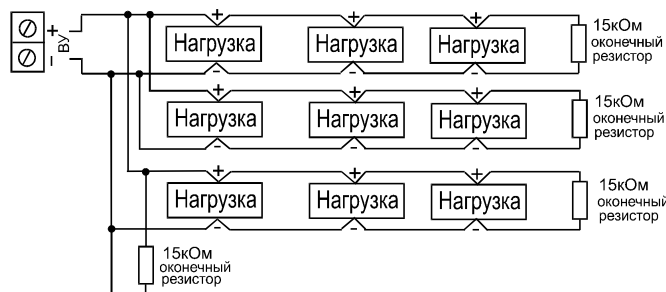 +
–
ВУ
+ + +
Нагрузка Нагрузка Нагрузка
- - -
15кОм
оконечный
резистор
+ + +
Нагрузка Нагрузка Нагрузка
- - -
15кОм
оконечный
резистор
+ + +
Нагрузка Нагрузка Нагрузка
- - -
15кОм
оконечный
резистор
15кОм
оконечный
резистор